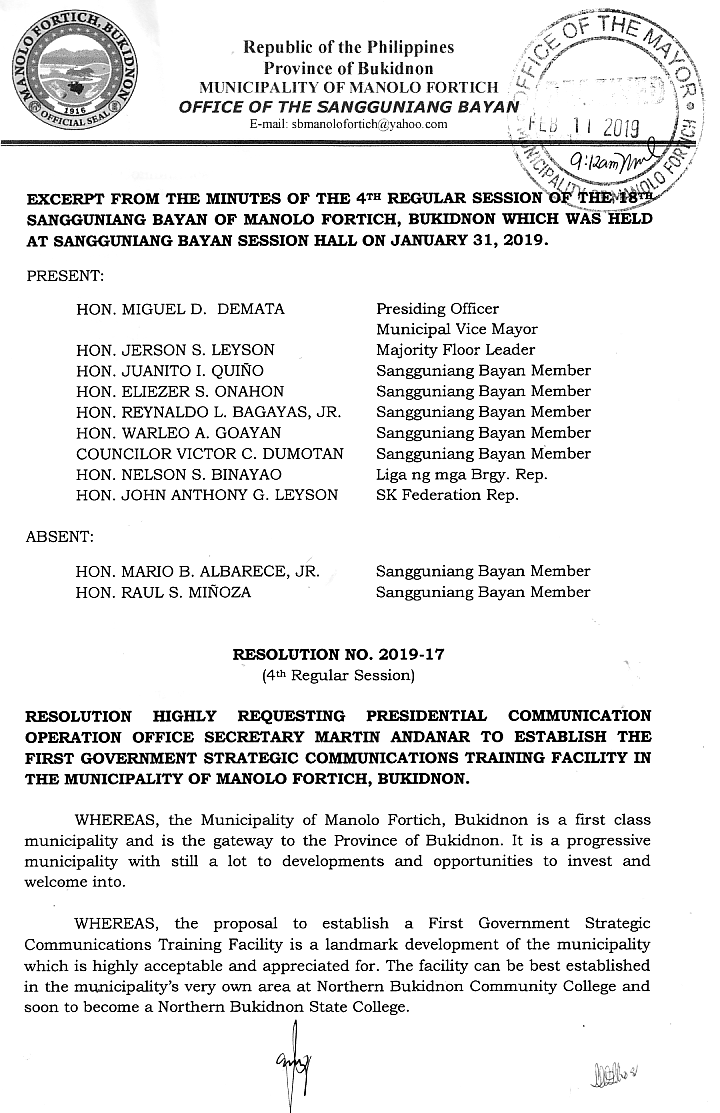 Republic of the Philippines
Province of Bukidnon
MUNICIPALITY OF MANOLO FORTICH
OFFICE OF THE SANGGUNIANG BAYAN
E-mail: sbmanolofortich@yahoo.com
MANOLO FORTICH, BUKIDNON
1916
OFFICIAL SEAL
OFFICE OF THE MAYOR
FEB 11 2019
9:12am
MUNICIPALITY OF MANOLO FORTICH
EXCERPT FROM THE MINUTES OF THE 4TH REGULAR SESSION OF THE 18TH
SANGGUNIANG BAYAN OF MANOLO FORTICH, BUKIDNON WHICH WAS HELD
AT SANGGUNIANG BAYAN SESSION HALL ON JANUARY 31, 2019.
PRESENT:
HON. MIGUEL D. DEMATA Presiding Officer
Municipal Vice Mayor
HON. JERSON S. LEYSON Majority Floor Leader
HON. JUANITO I. QUIÑO Sangguniang Bayan Member
HON. ELIEZER S. ONAHON Sangguniang Bayan Member
HON. REYNALDO L. BAGAYAS, JR. Sangguniang Bayan Member
HON. WARLEO A. GOAYAN Sangguniang Bayan Member
COUNCILOR VICTOR C. DUMOTAN Sangguniang Bayan Member
HON. NELSON S. BINAYAO Liga ng mga Brgy. Rep.
HON. JOHN ANTHONY G. LEYSON SK Federation Rep.
ABSENT:
HON. MARIO B. ALBARECE, JR. Sangguniang Bayan Member
HON. RAUL S. MIÑOZA Sangguniang Bayan Member
RESOLUTION NO. 2019-17
(4th Regular Session)
RESOLUTION HIGHLY REQUESTING PRESIDENTIAL COMMUNICATION
OPERATION OFFICE SECRETARY MARTIN ANDANAR TO ESTABLISH THE
FIRST GOVERNMENT STRATEGIC COMMUNICATIONS TRAINING FACILITY IN
THE MUNICIPALITY OF MANOLO FORTICH, BUKIDNON.
WHEREAS, the Municipality of Manolo Fortich, Bukidnon is a first class
municipality and is the gateway to the Province of Bukidnon. It is a progressive
municipality with still a lot to developments and opportunities to invest and
welcome into.
WHEREAS, the proposal to establish a First Government Strategic
Communications Training Facility is a landmark development of the municipality
which is highly acceptable and appreciated for. The facility can be best established
in the municipality's very own area at Northern Bukidnon Community College and
soon to become a Northern Bukidnon State College.